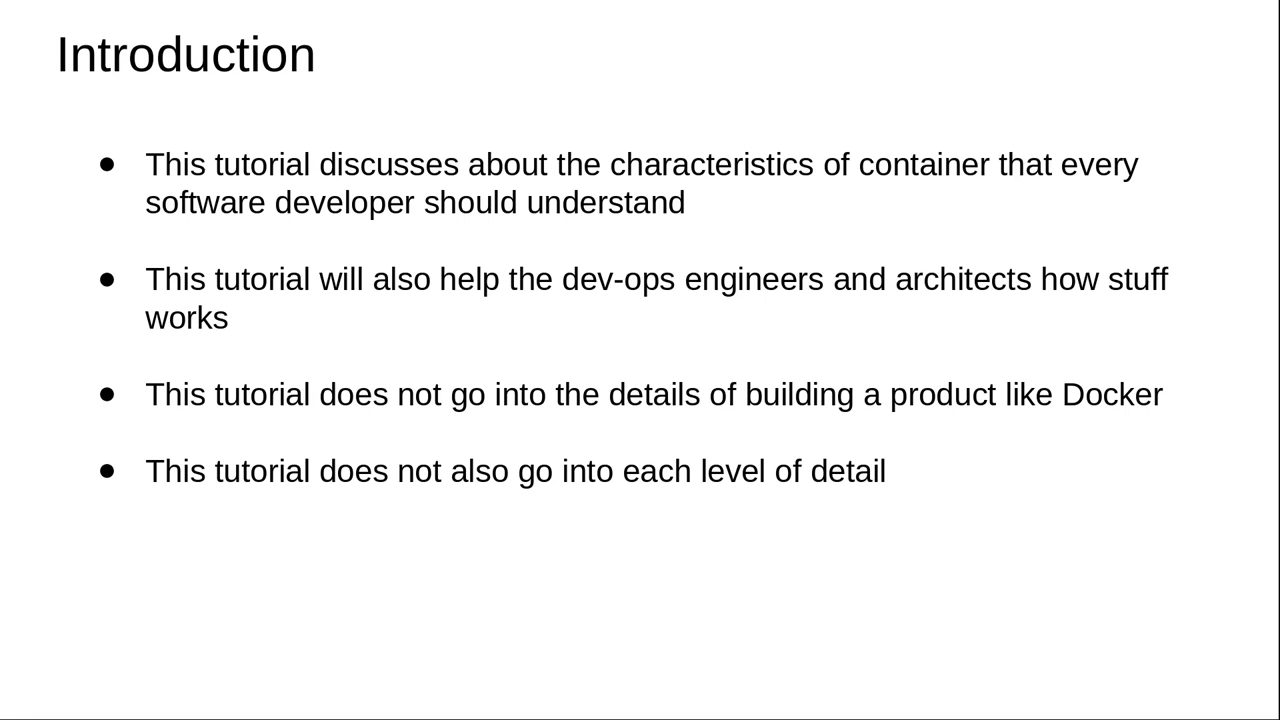 Introduction
● This tutorial discusses about the characteristics of container that every
software developer should understand
● This tutorial will also help the dev-ops engineers and architects how stuff
works
● This tutorial does not go into the details of building a product like Docker
● This tutorial does not also go into each level of detail